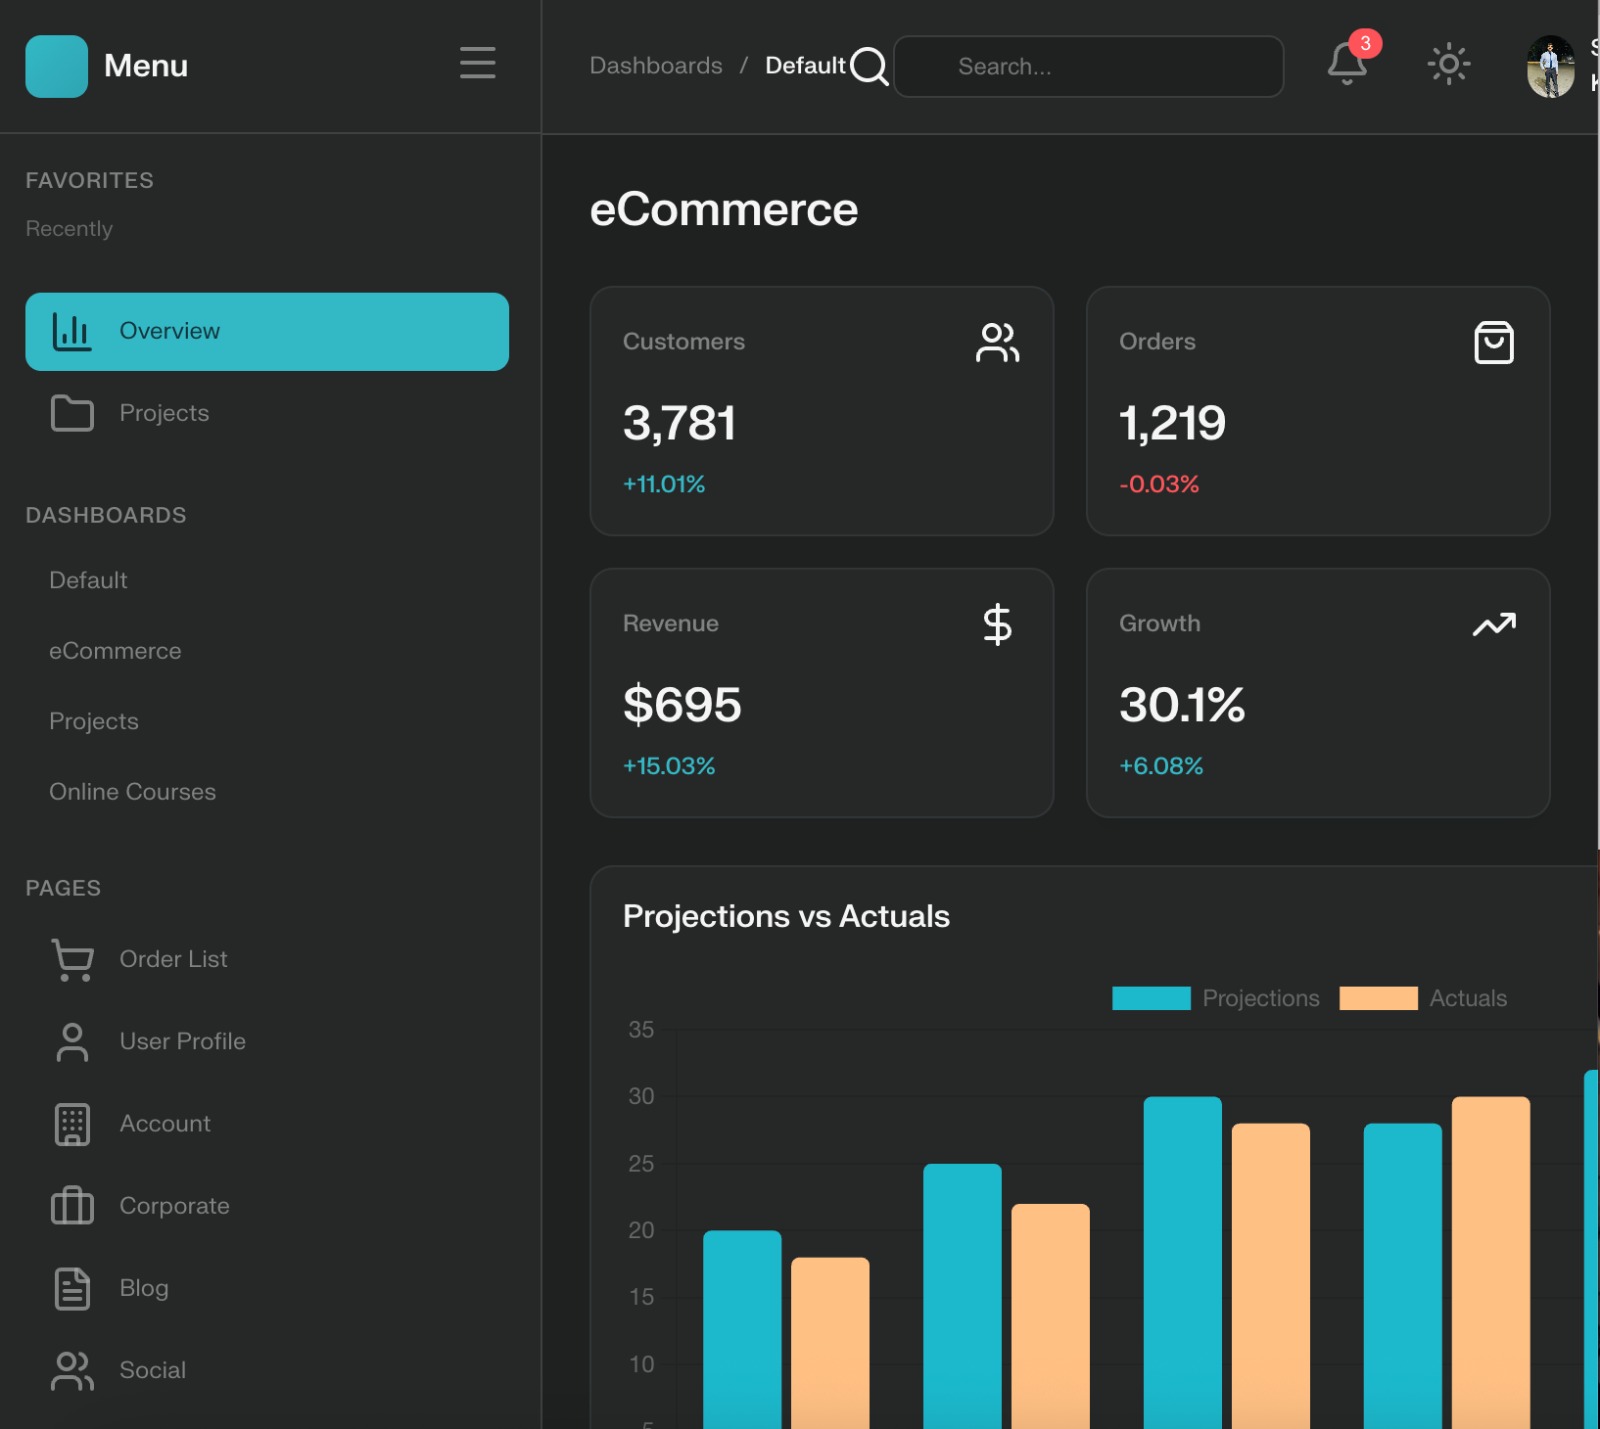 Menu
Dashboards / Default
Search...
3
FAVORITES
Recently
Overview
Projects
DASHBOARDS
Default
eCommerce
Projects
Online Courses
PAGES
Order List
User Profile
Account
Corporate
Blog
Social
eCommerce
Customers
3,781
+11.01%
Orders
1,219
-0.03%
Revenue
$695
+15.03%
Growth
30.1%
+6.08%
Projections vs Actuals
Projections
Actuals
35
30
25
20
15
10